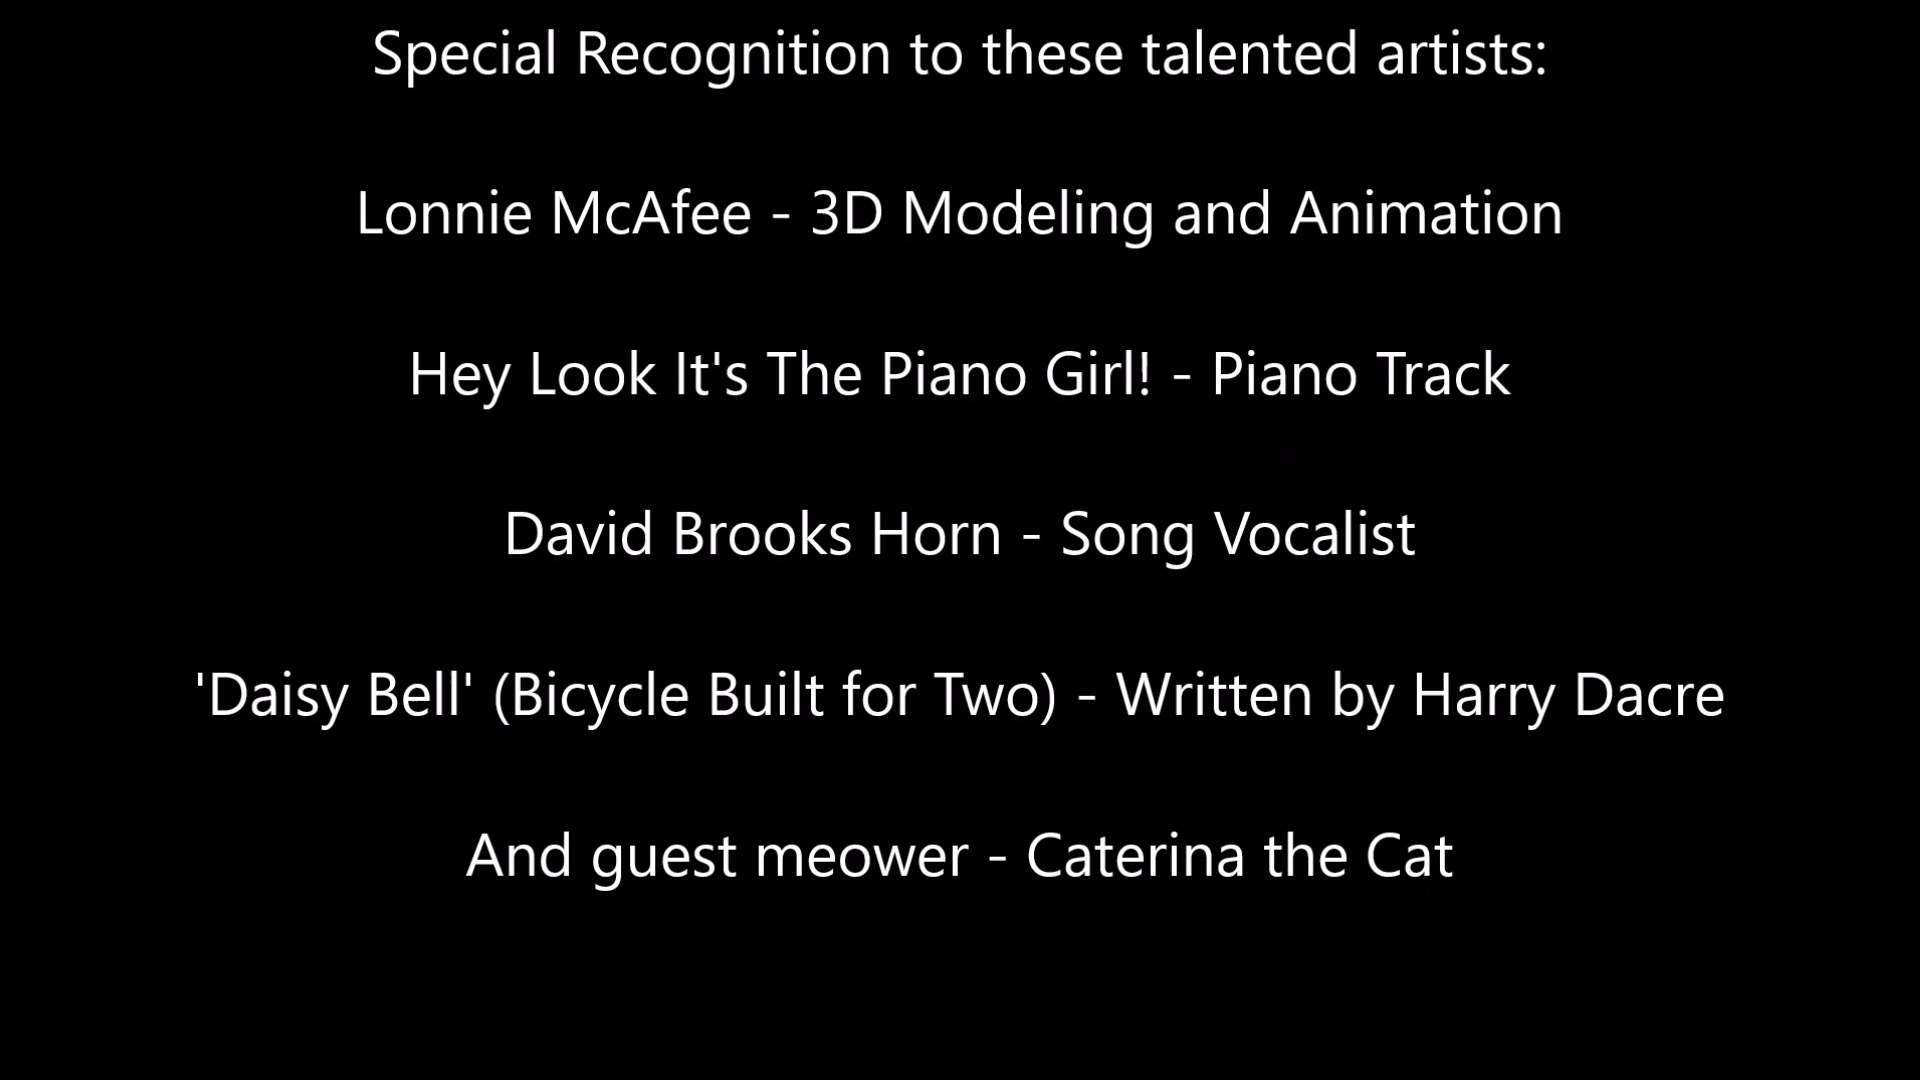 Special Recognition to these talented artists:
Lonnie McAfee - 3D Modeling and Animation
Hey Look It's The Piano Girl! - Piano Track
David Brooks Horn - Song Vocalist
'Daisy Bell' (Bicycle Built for Two) - Written by Harry Dacre
And guest meower - Caterina the Cat